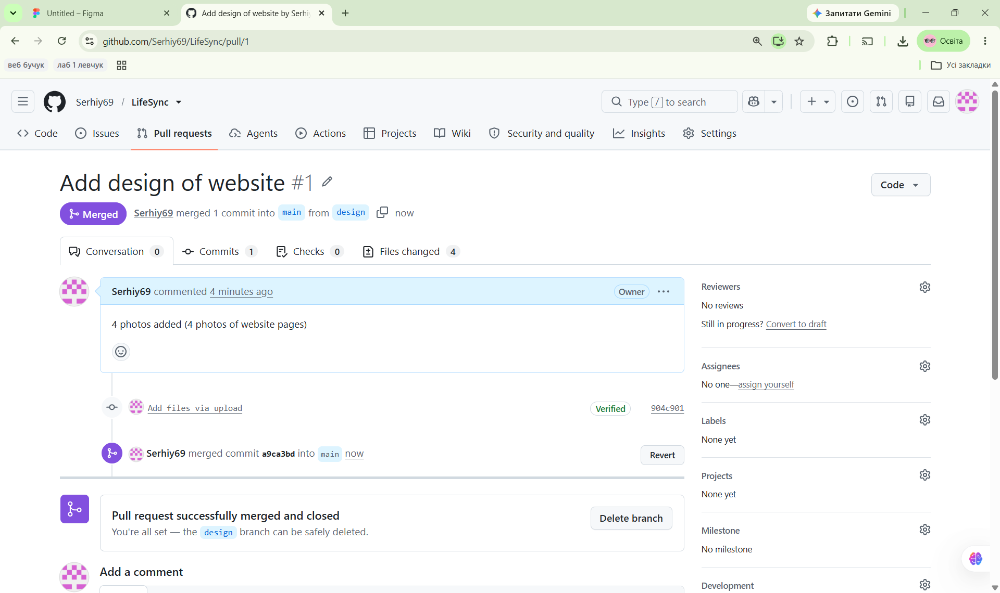 Untitled – Figma
Add design of website by Serhiy
Запитати Gemini
github.com/Serhiy69/LifeSync/pull/1
Освіта
веб бучук
лаб 1 левчук
Усі закладки
Serhiy69 / LifeSync
Type / to search
Code
Issues
Pull requests
Agents
Actions
Projects
Wiki
Security and quality
Insights
Settings
Add design of website #1
Code
Merged
Serhiy69 merged 1 commit into main from design now
Conversation 0
Commits 1
Checks 0
Files changed 4
Serhiy69 commented 4 minutes ago
Owner
4 photos added (4 photos of website pages)
Add files via upload
Verified
904c901
Serhiy69 merged commit a9ca3bd into main now
Revert
Pull request successfully merged and closed
You're all set — the design branch can be safely deleted.
Delete branch
Add a comment
Reviewers
No reviews
Still in progress? Convert to draft
Assignees
No one—assign yourself
Labels
None yet
Projects
None yet
Milestone
No milestone
Development